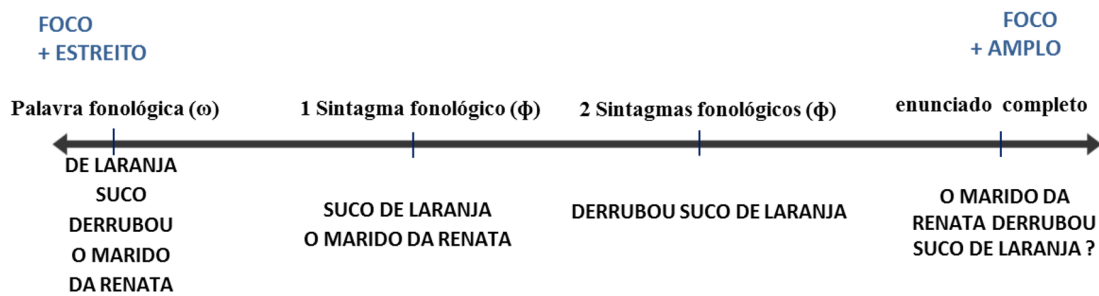 FOCO
+ ESTREITO
FOCO
+ AMPLO
Palavra fonológica (ω)
1 Sintagma fonológico (ϕ)
2 Sintagmas fonológicos (ϕ)
enunciado completo
DE LARANJA
SUCO
DERRUBOU
O MARIDO
DA RENATA
SUCO DE LARANJA
O MARIDO DA RENATA
DERRUBOU SUCO DE LARANJA
O MARIDO DA
RENATA DERRUBOU
SUCO DE LARANJA ?